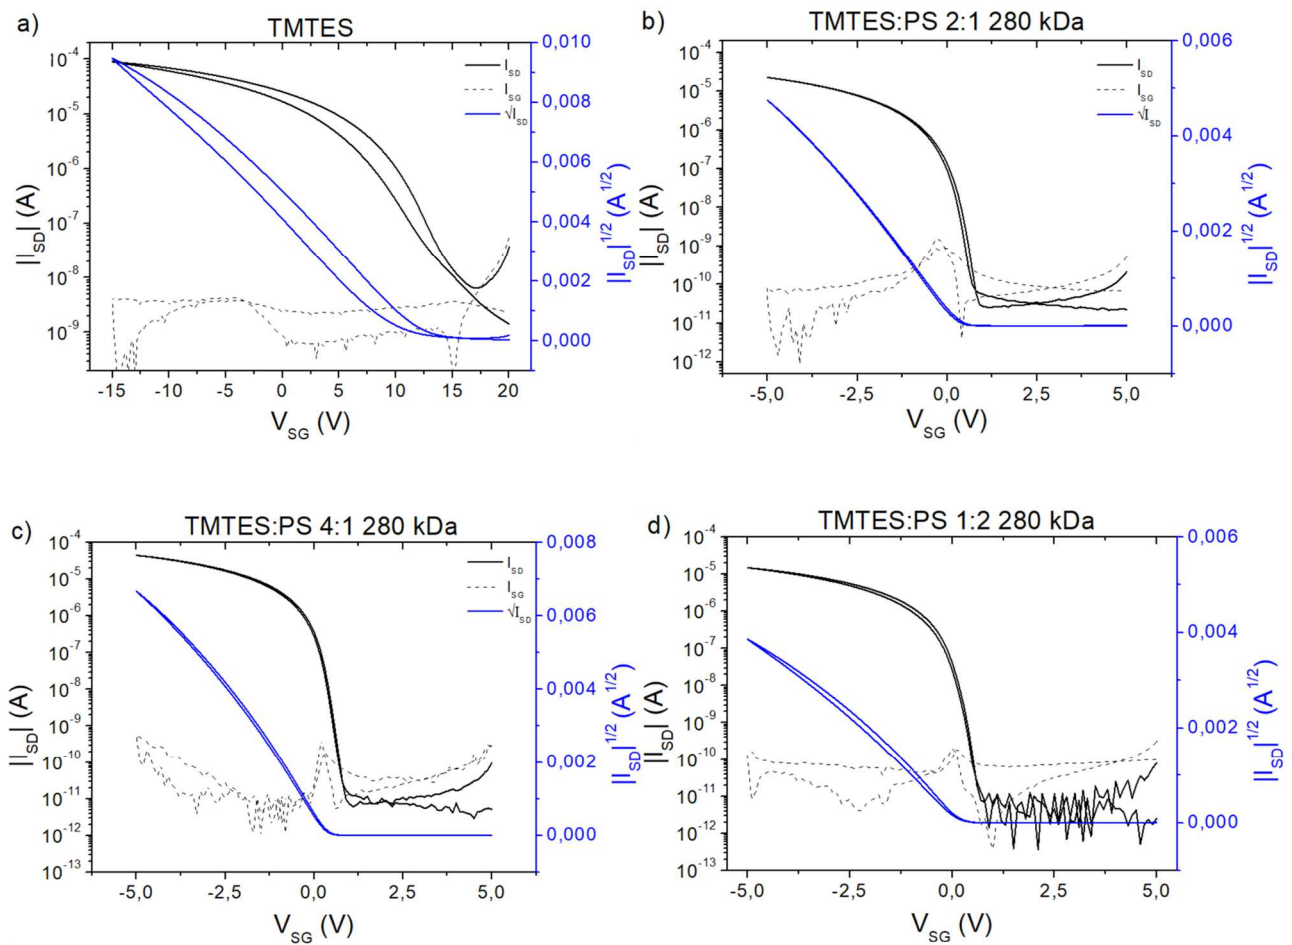 a)
TMTES
10⁻⁴
10⁻⁵
10⁻⁶
10⁻⁷
10⁻⁸
10⁻⁹
|I_SD| (A)
-15 -10 -5 0 5 10 15 20
V_SG (V)
0,010
0,008
0,006
0,004
0,002
0,000
||_SD|^1/2 (A^1/2)
I_SD
I_SG
√I_SD
b)
TMTES:PS 2:1 280 kDa
10⁻⁴
10⁻⁵
10⁻⁶
10⁻⁷
10⁻⁸
10⁻⁹
10⁻¹⁰
10⁻¹¹
10⁻¹²
|I_SD| (A)
-5,0 -2,5 0,0 2,5 5,0
V_SG (V)
0,006
0,004
0,002
0,000
||_SD|^1/2 (A^1/2)
I_SD
I_SG
√I_SD
c)
TMTES:PS 4:1 280 kDa
10⁻⁴
10⁻⁵
10⁻⁶
10⁻⁷
10⁻⁸
10⁻⁹
10⁻¹⁰
10⁻¹¹
10⁻¹²
10⁻¹³
|I_SD| (A)
-5,0 -2,5 0,0 2,5 5,0
V_SG (V)
0,008
0,006
0,004
0,002
0,000
||_SD|^1/2 (A^1/2)
I_SD
I_SG
√I_SD
d)
TMTES:PS 1:2 280 kDa
10⁻⁴
10⁻⁵
10⁻⁶
10⁻⁷
10⁻⁸
10⁻⁹
10⁻¹⁰
10⁻¹¹
10⁻¹²
10⁻¹³
|I_SD| (A)
-5,0 -2,5 0,0 2,5 5,0
V_SG (V)
0,006
0,004
0,002
0,000
||_SD|^1/2 (A^1/2)